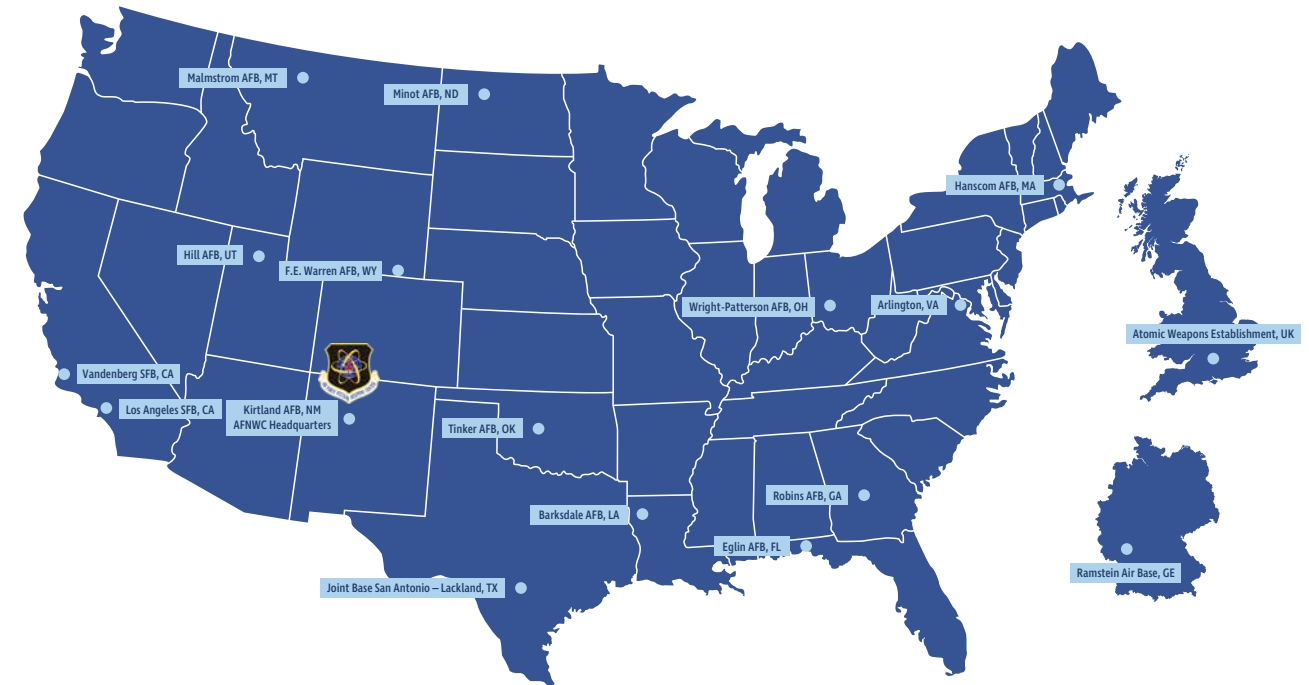 Malmstrom AFB, MT
Minot AFB, ND
Hanscom AFB, MA
Hill AFB, UT
F.E. Warren AFB, WY
Wright-Patterson AFB, OH
Arlington, VA
Atomic Weapons Establishment, UK
Vandenberg SFB, CA
Los Angeles SFB, CA
Kirtland AFB, NM
AFNWC Headquarters
Tinker AFB, OK
Robins AFB, GA
Barksdale AFB, LA
Eglin AFB, FL
Ramstein Air Base, GE
Joint Base San Antonio – Lackland, TX